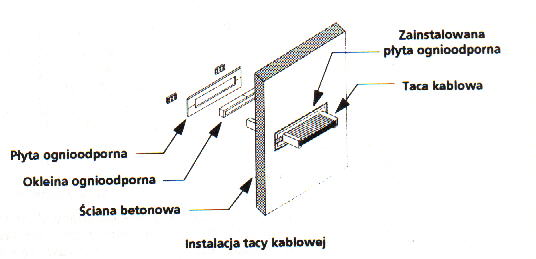 Zainstalowana
płyta ognioodporna
Taca kablowa
Płyta ognioodporna
Okleina ognioodporna
Ściana betonowa
Instalacja tacy kablowej